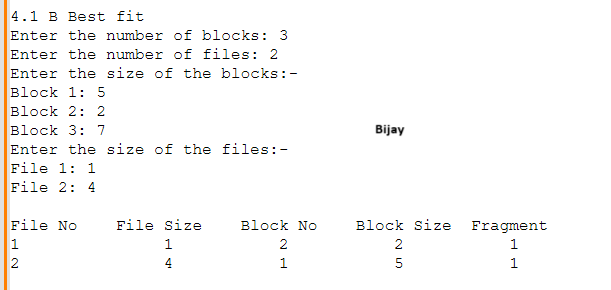 4.1 B Best fit
Enter the number of blocks: 3
Enter the number of files: 2
Enter the size of the blocks:-
Block 1: 5
Block 2: 2
Block 3: 7
Bijay
Enter the size of the files:-
File 1: 1
File 2: 4
File No File Size Block No Block Size Fragment
1 1 2 2 1
2 4 1 5 1